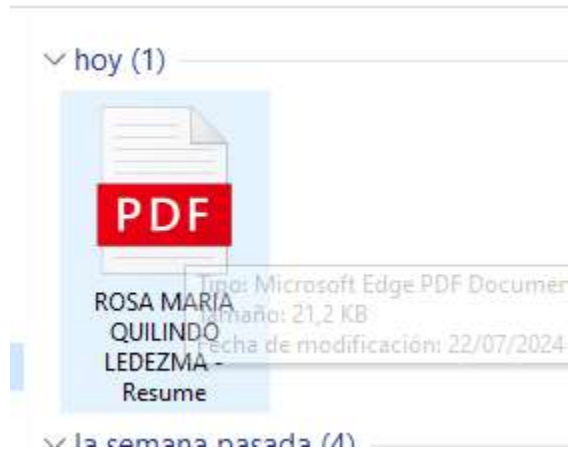 hoy (1)
PDF
ROSA MARIA
QUILINDO
LEDEZMA -
Resume
Tipo: Microsoft Edge PDF Documen
Tamaño: 21,2 KB
Fecha de modificación: 22/07/2024
la semana pasada (4)